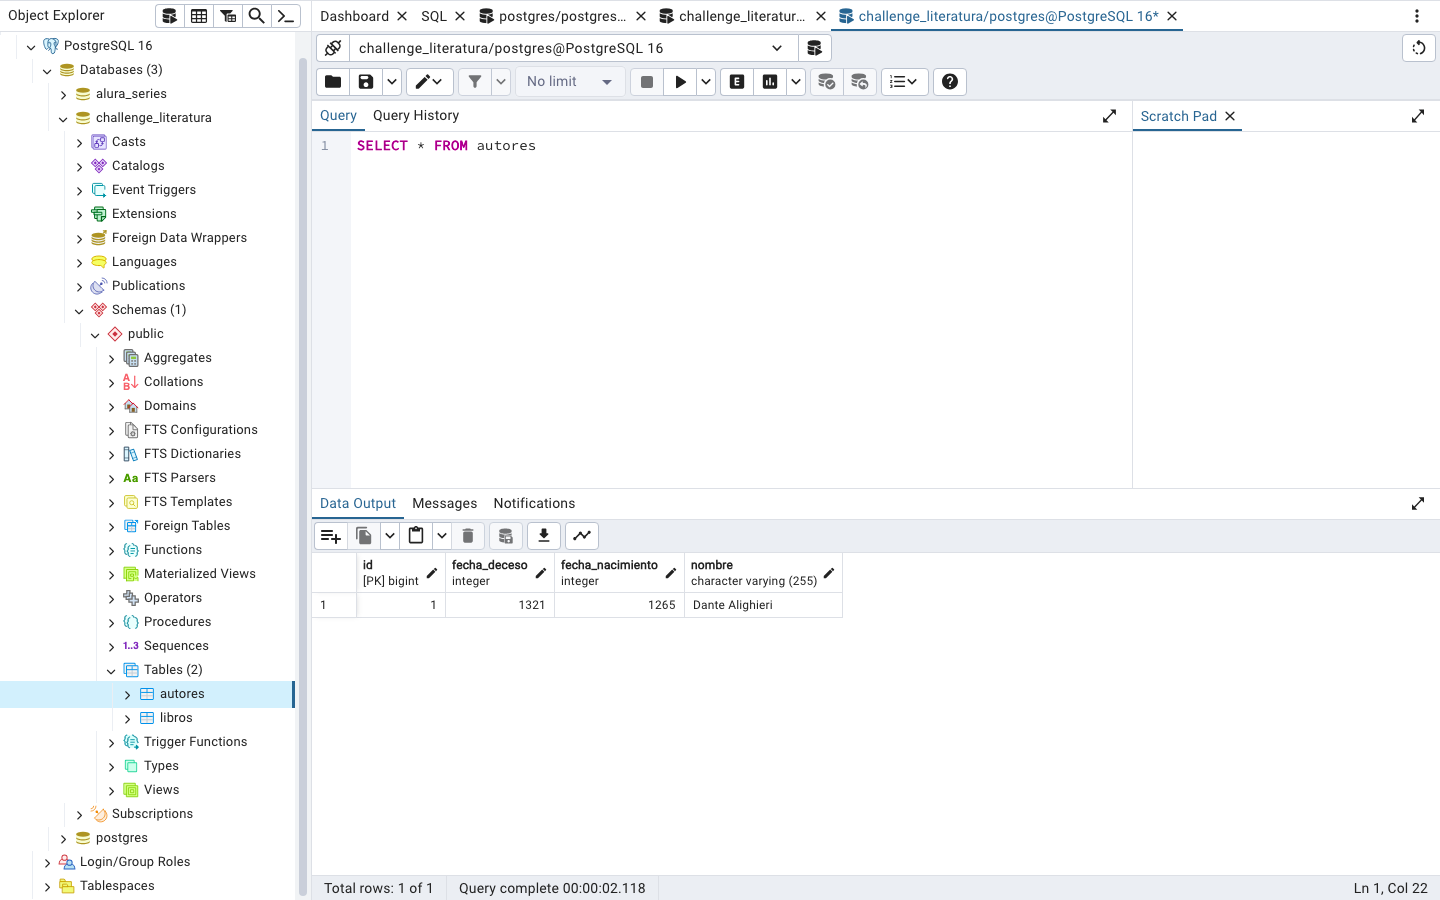 Object Explorer
PostgreSQL 16
Databases (3)
alura_series
challenge_literatura
Casts
Catalogs
Event Triggers
Extensions
Foreign Data Wrappers
Languages
Publications
Schemas (1)
public
Aggregates
Collations
Domains
FTS Configurations
FTS Dictionaries
Aa FTS Parsers
FTS Templates
Foreign Tables
Functions
Materialized Views
Operators
Procedures
1..3 Sequences
Tables (2)
autores
libros
Trigger Functions
Types
Views
Subscriptions
postgres
Login/Group Roles
Tablespaces
Dashboard SQL postgres/postgres... challenge_literatur... challenge_literatura/postgres@PostgreSQL 16*
challenge_literatura/postgres@PostgreSQL 16
No limit E
Query Query History Scratch Pad
1 SELECT * FROM autores
Data Output Messages Notifications
id fecha_deceso fecha_nacimiento nombre
[PK] bigint integer integer character varying (255)
1 1 1321 1265 Dante Alighieri
Total rows: 1 of 1 Query complete 00:00:02.118 Ln 1, Col 22